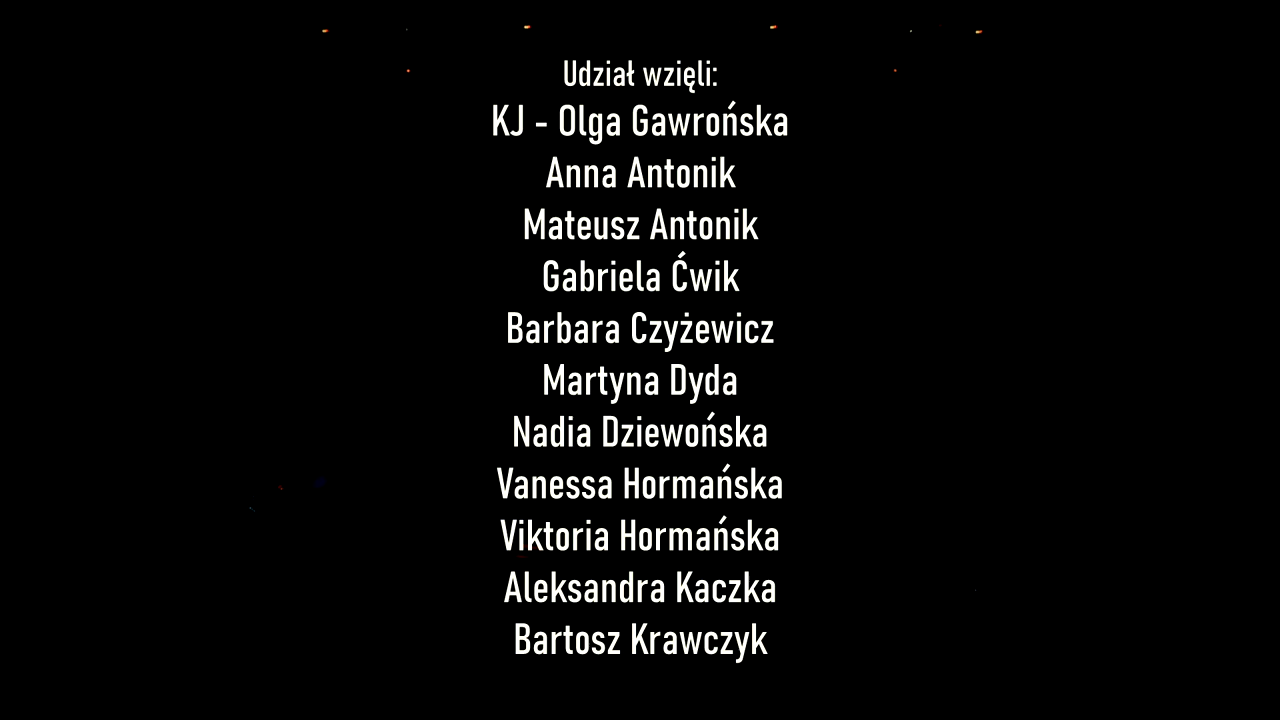 Udział wzięli:
KJ - Olga Gawrońska
Anna Antonik
Mateusz Antonik
Gabriela Ćwik
Barbara Czyżewicz
Martyna Dyda
Nadia Dziewońska
Vanessa Hormańska
Viktoria Hormańska
Aleksandra Kaczka
Bartosz Krawczyk